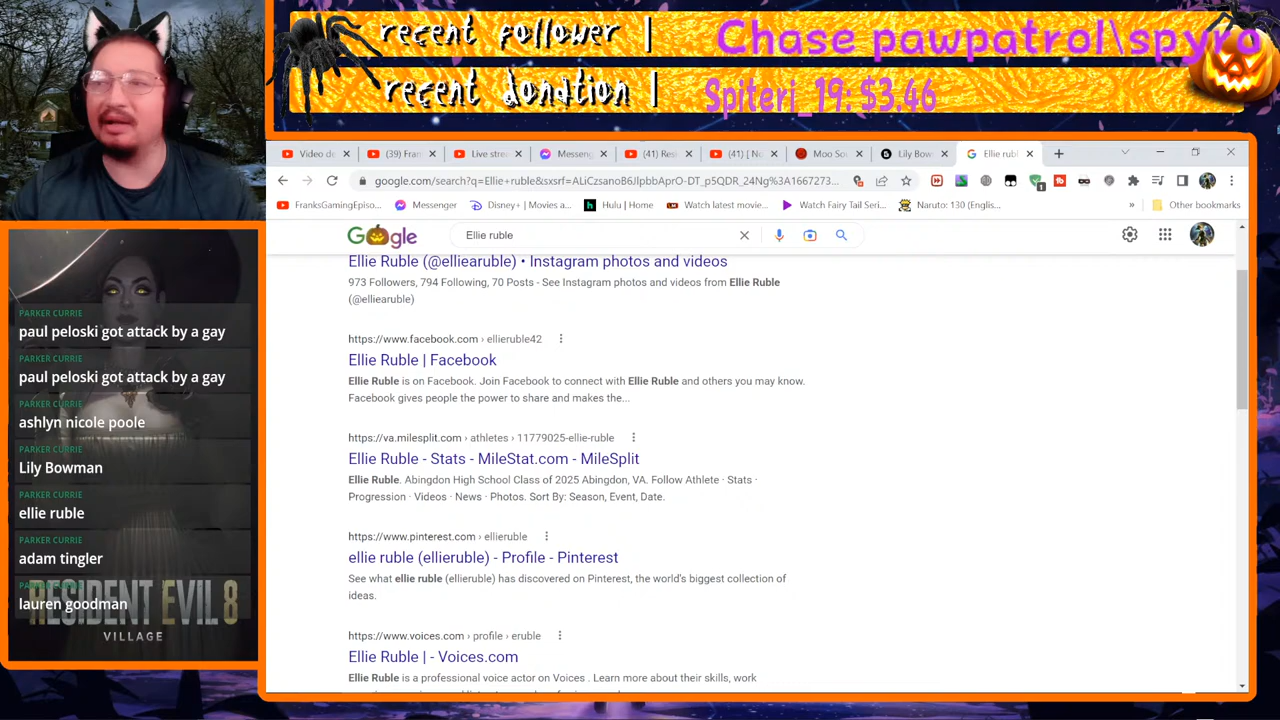 recent follower |
Chase pawpatrol\spyro
recent donation |
Spiteri_19: $3.46
Video de
(39) Fran
Live stre
Messeng
(41) Res
(41) [ No
Moo So
Lily Bow
Ellie rubl
google.com/search?q=Ellie+ruble&sxsrf=ALiCzsanoB6JlpbbAprO-DT_p5QDR_24Ng%3A1667273...
FranksGamingEpiso...
Messenger
Disney+ | Movies a...
Hulu | Home
Watch latest movie...
Watch Fairy Tail Seri...
Naruto: 130 (Englis...
»
Other bookmarks
Google
Ellie ruble
Ellie Ruble (@elliearuble) • Instagram photos and videos
973 Followers, 794 Following, 70 Posts - See Instagram photos and videos from Ellie Ruble
(@elliearuble)
https://www.facebook.com › ellieruble42
Ellie Ruble | Facebook
Ellie Ruble is on Facebook. Join Facebook to connect with Ellie Ruble and others you may know.
Facebook gives people the power to share and makes the...
https://va.milesplit.com › athletes › 11779025-ellie-ruble
Ellie Ruble - Stats - MileStat.com - MileSplit
Ellie Ruble. Abingdon High School Class of 2025 Abingdon, VA. Follow Athlete · Stats ·
Progression · Videos · News · Photos. Sort By: Season, Event, Date.
https://www.pinterest.com › ellieruble
ellie ruble (ellieruble) - Profile - Pinterest
See what ellie ruble (ellieruble) has discovered on Pinterest, the world's biggest collection of
ideas.
https://www.voices.com › profile › eruble
Ellie Ruble | - Voices.com
Ellie Ruble is a professional voice actor on Voices . Learn more about their skills, work
PARKER CURRIE
paul peloski got attack by a gay
PARKER CURRIE
paul peloski got attack by a gay
PARKER CURRIE
ashlyn nicole poole
PARKER CURRIE
Lily Bowman
PARKER CURRIE
ellie ruble
PARKER CURRIE
adam tingler
PARKER CURRIE
lauren goodman
RESIDENT EVIL 8
VILLAGE